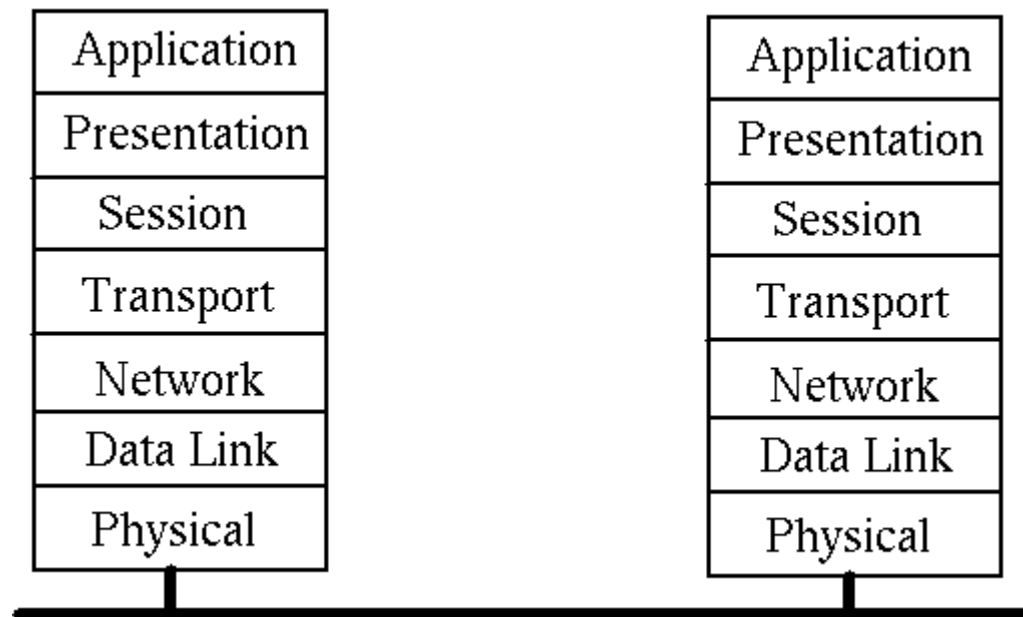 Application
Presentation
Session
Transport
Network
Data Link
Physical
Application
Presentation
Session
Transport
Network
Data Link
Physical